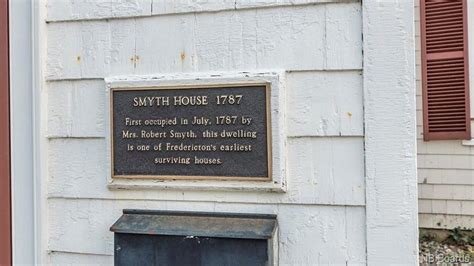 SMYTH HOUSE 1787
First occupied in July, 1787 by
Mrs. Robert Smyth, this dwelling
is one of Fredericton's earliest
surviving houses.
NB Boards